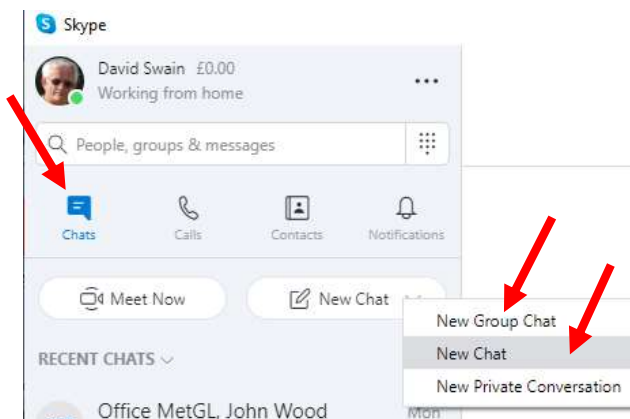 Skype
David Swain £0.00
Working from home
People, groups & messages
Chats Calls Contacts Notifications
Meet Now New Chat
New Group Chat
RECENT CHATS
New Chat
New Private Conversation
Office MetGL, John Wood Mon